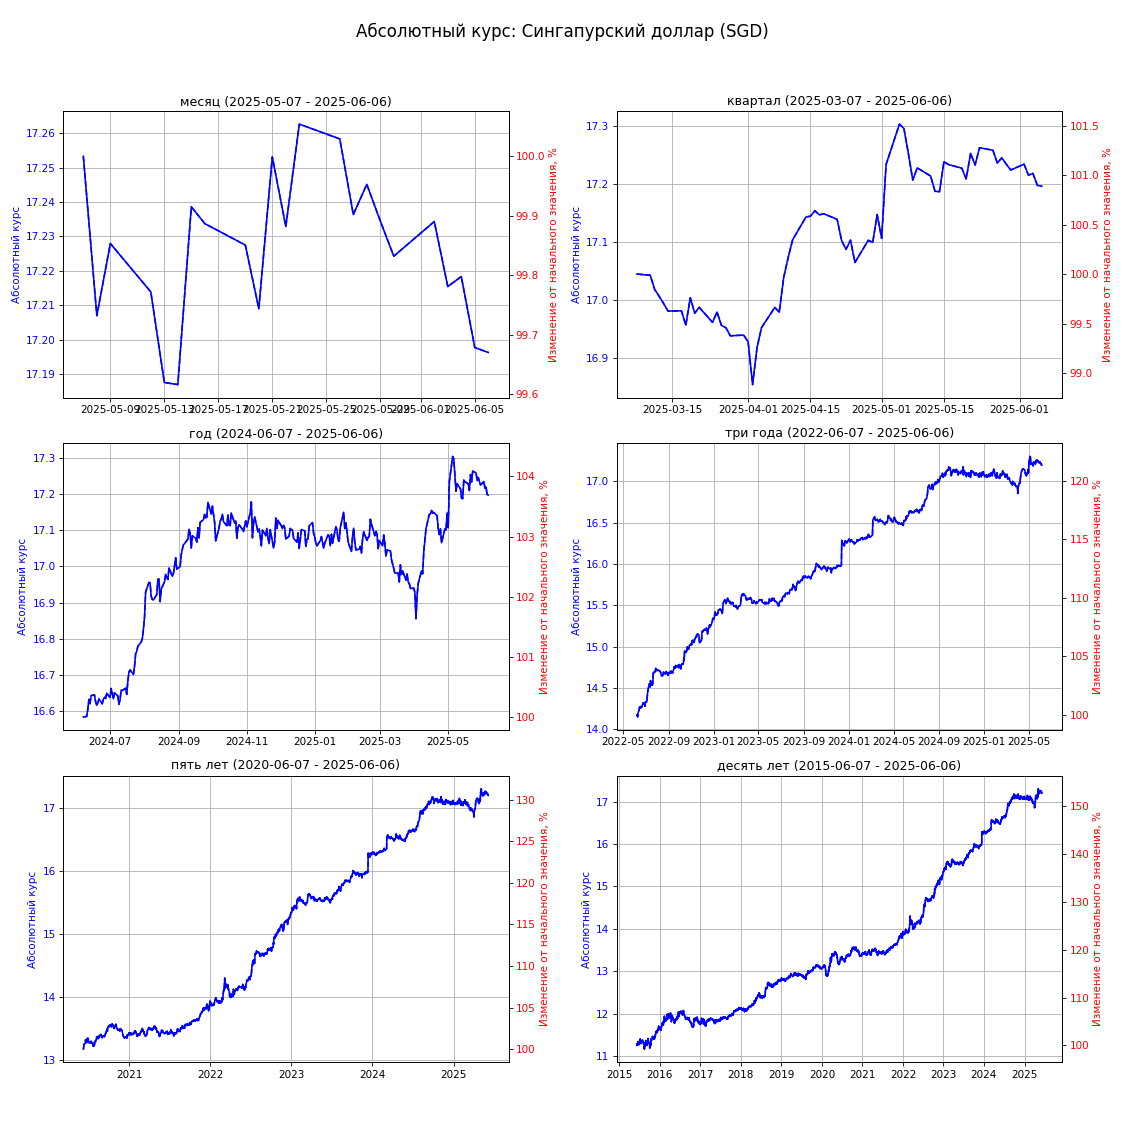 Абсолютный курс: Сингапурский доллар (SGD)
месяц (2025-05-07 - 2025-06-06)
Абсолютный курс
17.26
17.25
17.24
17.23
17.22
17.21
17.20
17.19
100.0
99.9
99.8
99.7
99.6
Изменение от начального значения, %
2025-05-09 2025-05-13 2025-05-17 2025-05-21 2025-05-25 2025-05-29 2025-06-01 2025-06-05
квартал (2025-03-07 - 2025-06-06)
Абсолютный курс
17.3
17.2
17.1
17.0
16.9
101.5
101.0
100.5
100.0
99.5
99.0
Изменение от начального значения, %
2025-03-15 2025-04-01 2025-04-15 2025-05-01 2025-05-15 2025-06-01
год (2024-06-07 - 2025-06-06)
Абсолютный курс
17.3
17.2
17.1
17.0
16.9
16.8
16.7
16.6
104
103
102
101
100
Изменение от начального значения, %
2024-07 2024-09 2024-11 2025-01 2025-03 2025-05
три года (2022-06-07 - 2025-06-06)
Абсолютный курс
17.0
16.5
16.0
15.5
15.0
14.5
14.0
120
115
110
105
100
Изменение от начального значения, %
2022-05 2022-09 2023-01 2023-05 2023-09 2024-01 2024-05 2024-09 2025-01 2025-05
пять лет (2020-06-07 - 2025-06-06)
Абсолютный курс
17
16
15
14
13
130
125
120
115
110
105
100
Изменение от начального значения, %
2021 2022 2023 2024 2025
десять лет (2015-06-07 - 2025-06-06)
Абсолютный курс
17
16
15
14
13
12
11
150
140
130
120
110
100
Изменение от начального значения, %
2015 2016 2017 2018 2019 2020 2021 2022 2023 2024 2025